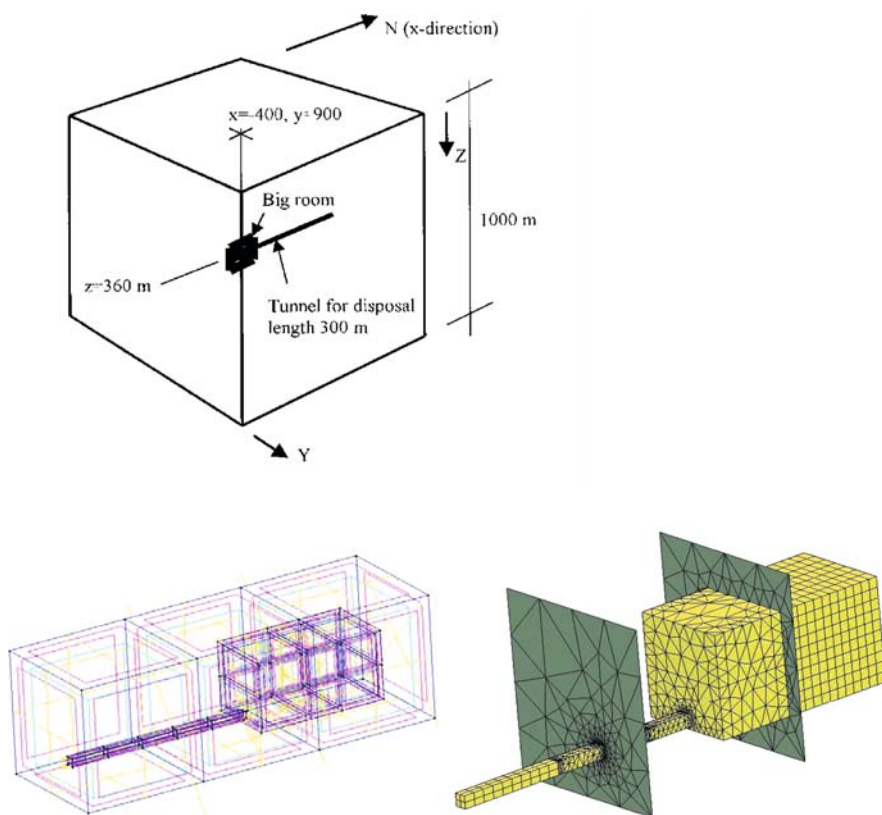 N (x-direction)
x=-400, y=900
Z
Big room
1000 m
z=360 m
Tunnel for disposal
length 300 m
Y